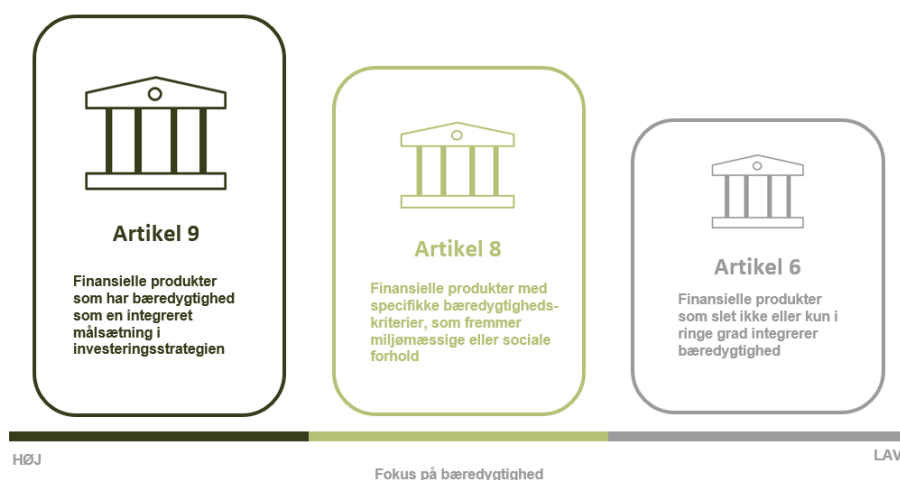 Artikel 9
Finansielle produkter
som har bæredygtighed
som en integreret
målsætning i
investeringsstrategien
Artikel 8
Finansielle produkter med
specifikke bæredygtigheds-
kriterier, som fremmer
miljømæssige eller sociale
forhold
Artikel 6
Finansielle produkter
som slet ikke eller kun i
ringe grad integrerer
bæredygtighed
HØJ
LAV
Fokus på bæredygtighed